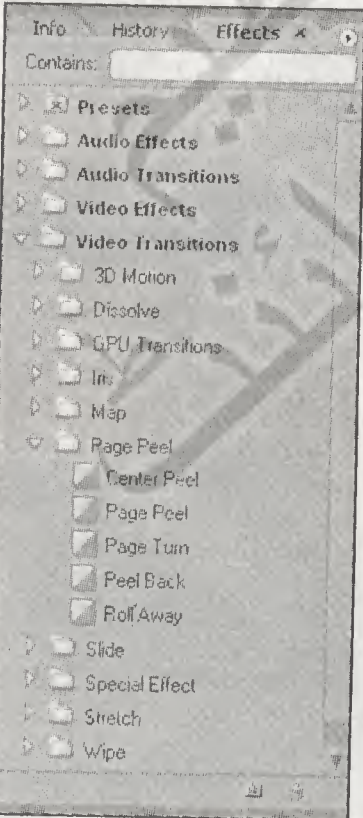 Info History Effects x
Contains:
Presets
Audio Effects
Audio Transitions
Video Effects
Video Transitions
3D Motion
Dissolve
GPU Transitions
Iris
Map
Page Peel
Center Peel
Page Peel
Page Turn
Peel Back
Roll Away
Slide
Special Effect
Stretch
Wipe